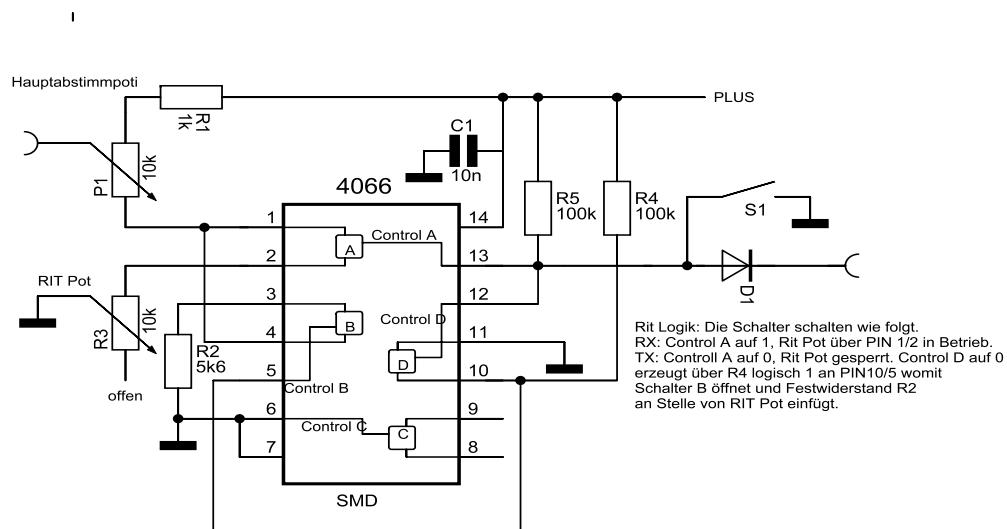 Hauptabstimmpoti
PLUS
R1
1k
C1
10n
P1
10k
4066
R5
100k
R4
100k
S1
1
14
Control A
A
2
13
RIT Pot
3
12
D1
R3
10k
B
Control D
4
11
R2
5k6
D
5
10
Control B
offen
6
9
Control C
C
7
8
SMD
Rit Logik: Die Schalter schalten wie folgt.
RX: Control A auf 1, Rit Pot über PIN 1/2 in Betrieb.
TX: Controll A auf 0, Rit Pot gesperrt. Control D auf 0
erzeugt über R4 logisch 1 an PIN10/5 womit
Schalter B öffnet und Festwiderstand R2
an Stelle von RIT Pot einfügt.